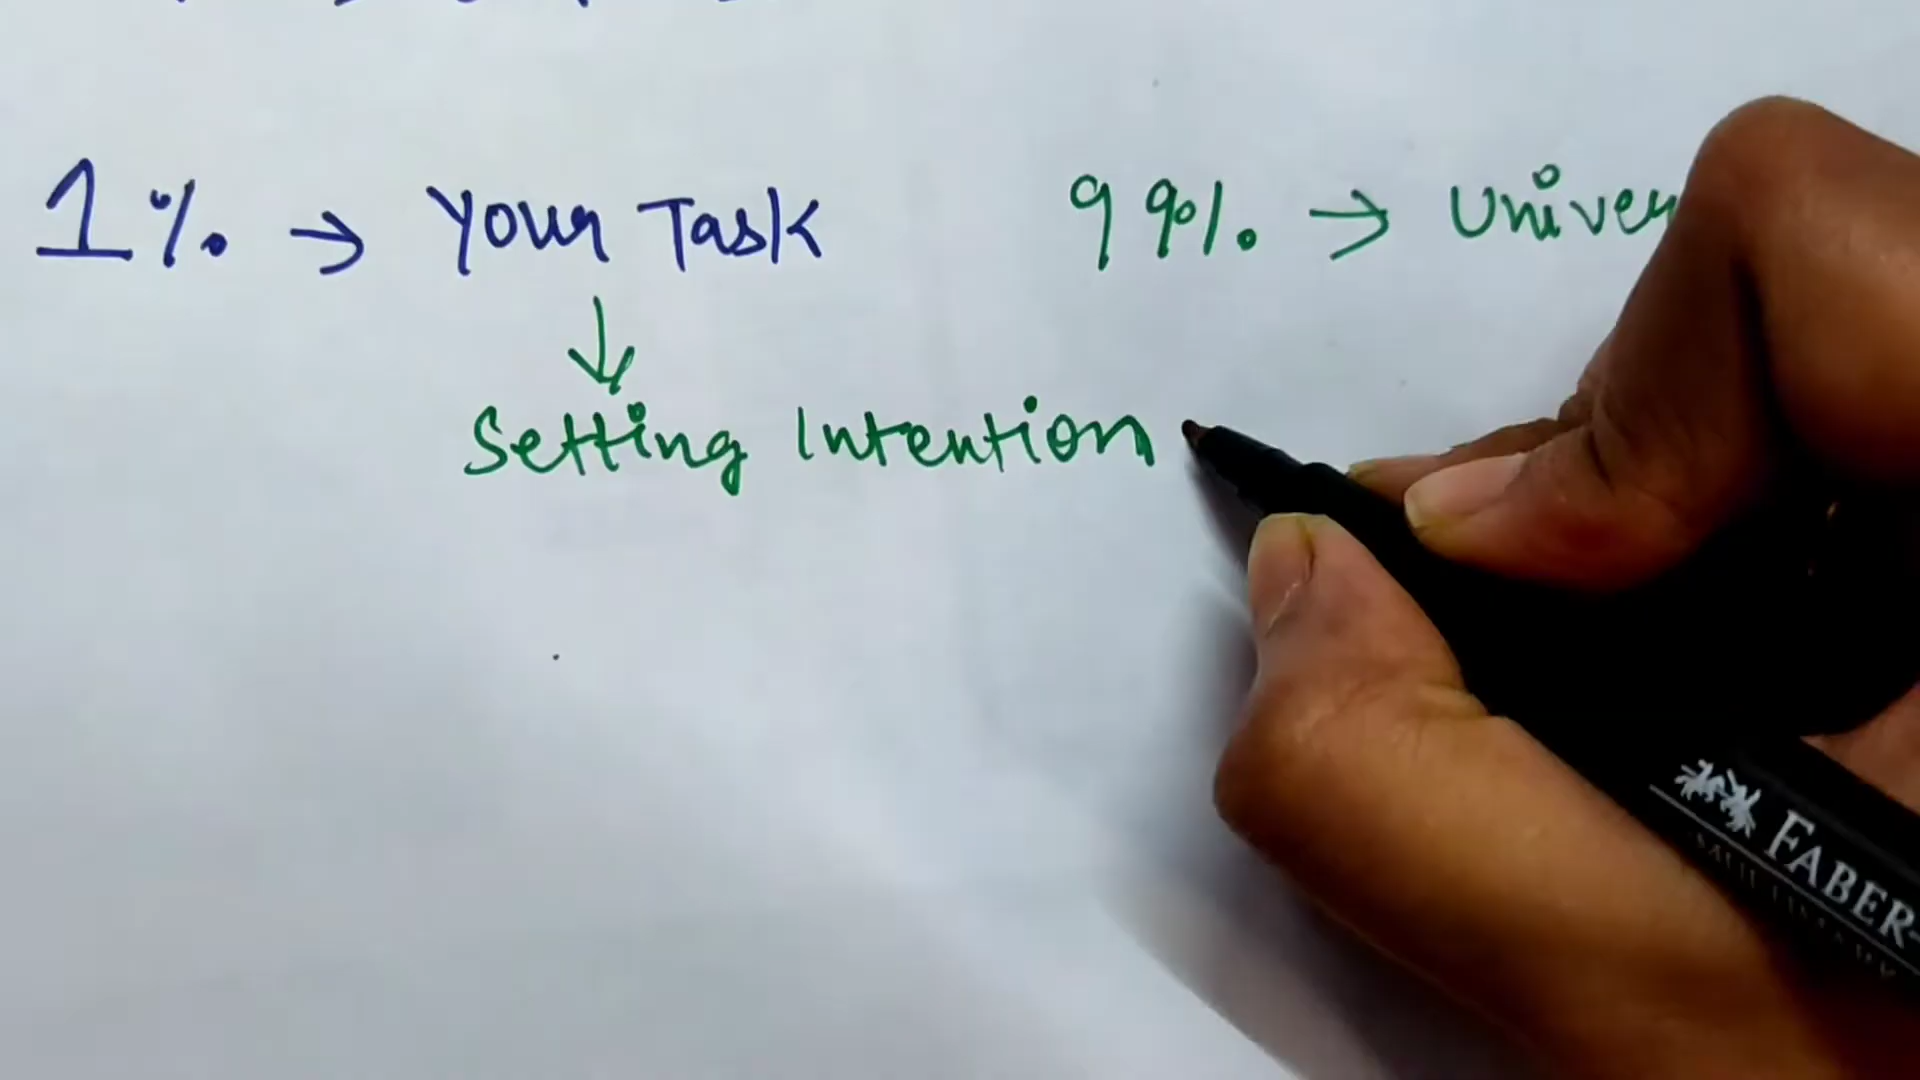 1% → Your Task 99% → Univer
↓
Setting Intention
FABER-